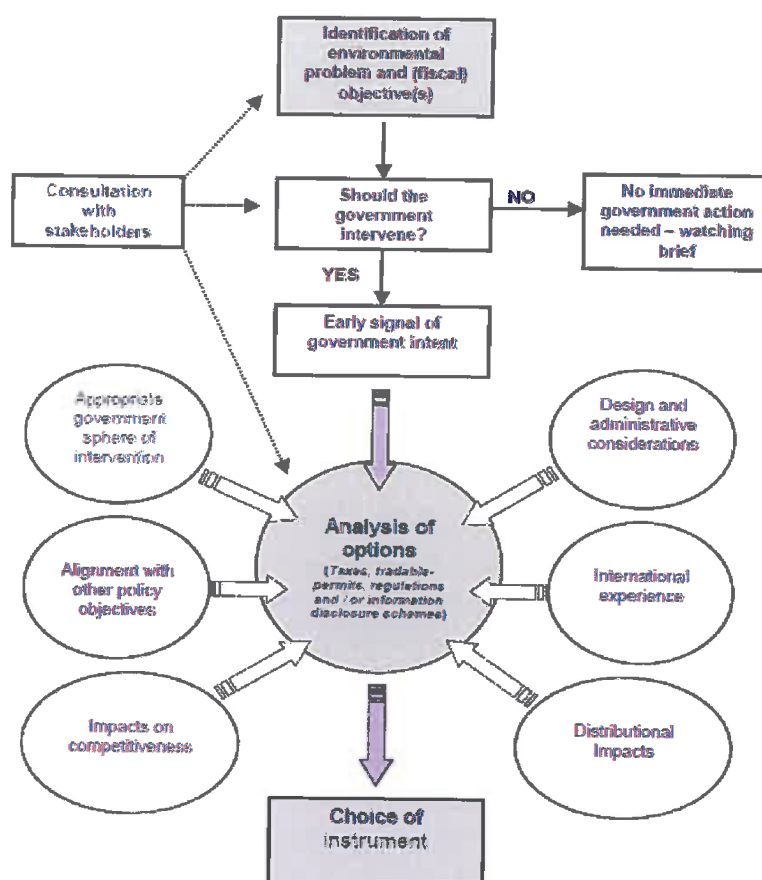 Identification of
environmental
problem and (fiscal)
objective(s)
Consultation
with
stakeholders
Should the
government
intervene?
NO
No immediate
government action
needed – watching
brief
YES
Early signal of
government intent
Appropriate
government
sphere of
intervention
Design and
administrative
considerations
Analysis of
options
(Taxes, tradable-
permits, regulations
and / or information
disclosure schemes)
Alignment with
other policy
objectives
International
experience
Impacts on
competitiveness
Distributional
Impacts
Choice of
instrument